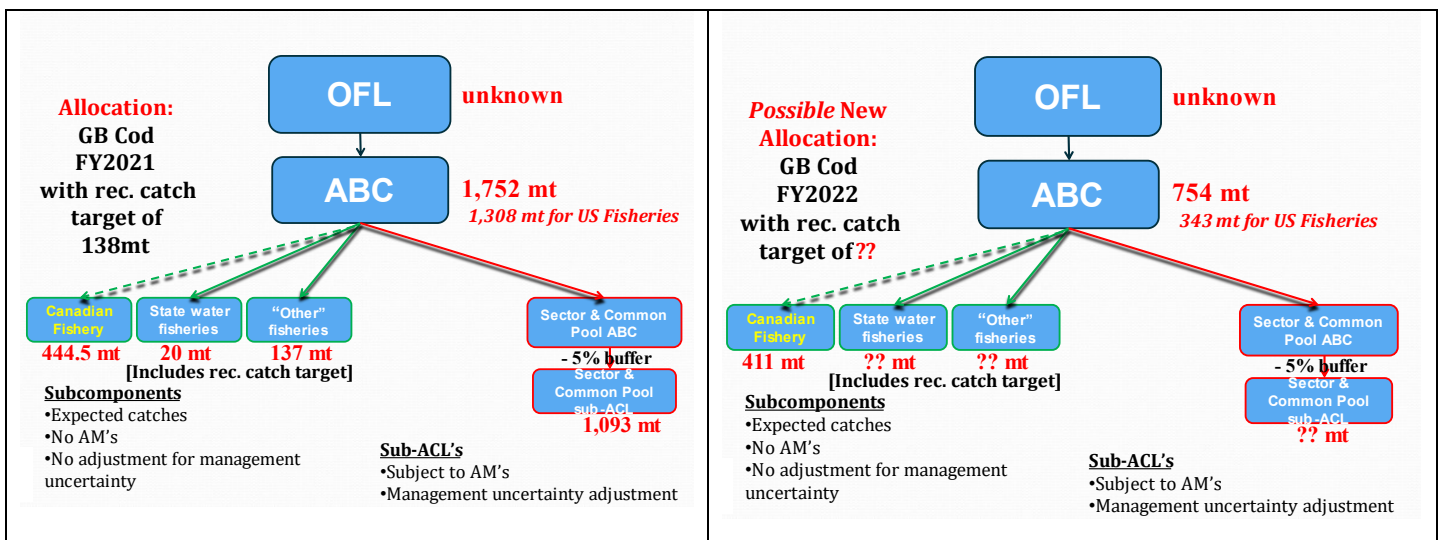 OFL
unknown
Allocation:
GB Cod
FY2021
with rec. catch
target of
138mt
ABC
1,752 mt
1,308 mt for US Fisheries
Canadian
Fishery
444.5 mt
State water
fisheries
20 mt
“Other”
fisheries
137 mt
[Includes rec. catch target]
Sector & Common
Pool ABC
- 5% buffer
Sector &
Common Pool
sub-ACL
1,093 mt
Subcomponents
•Expected catches
•No AM's
•No adjustment for management
uncertainty
Sub-ACL's
•Subject to AM's
•Management uncertainty adjustment
OFL
unknown
Possible New
Allocation:
GB Cod
FY2022
with rec. catch
target of??
ABC
754 mt
343 mt for US Fisheries
Canadian
Fishery
411 mt
State water
fisheries
?? mt
“Other”
fisheries
?? mt
[Includes rec. catch target]
Sector & Common
Pool ABC
- 5% buffer
Sector &
Common Pool
sub-ACL
?? mt
Subcomponents
•Expected catches
•No AM's
•No adjustment for management
uncertainty
Sub-ACL's
•Subject to AM's
•Management uncertainty adjustment